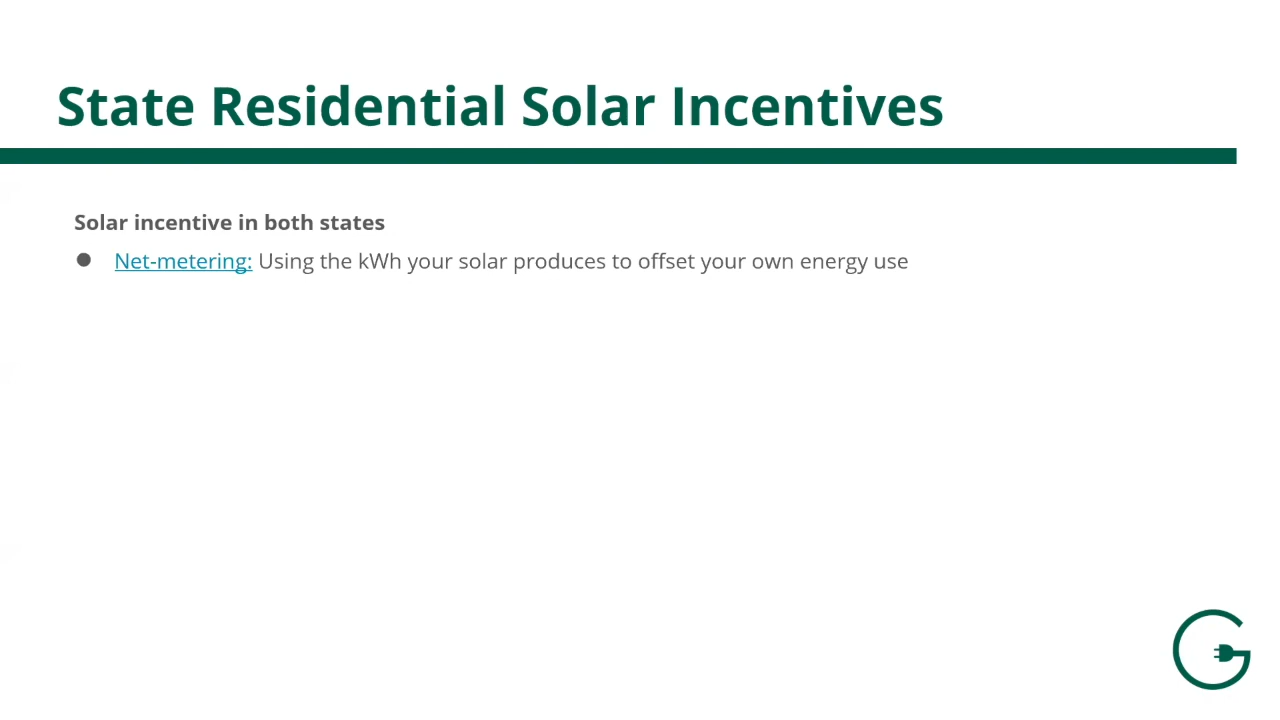 State Residential Solar Incentives
Solar incentive in both states
● Net-metering: Using the kWh your solar produces to offset your own energy use